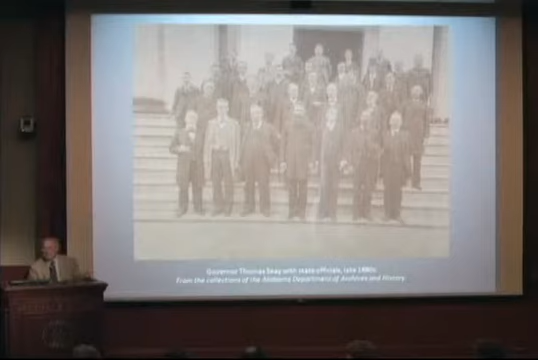 Governor Thomas Seay with state officials, late 1880s
From the collections of the Alabama Department of Archives and History